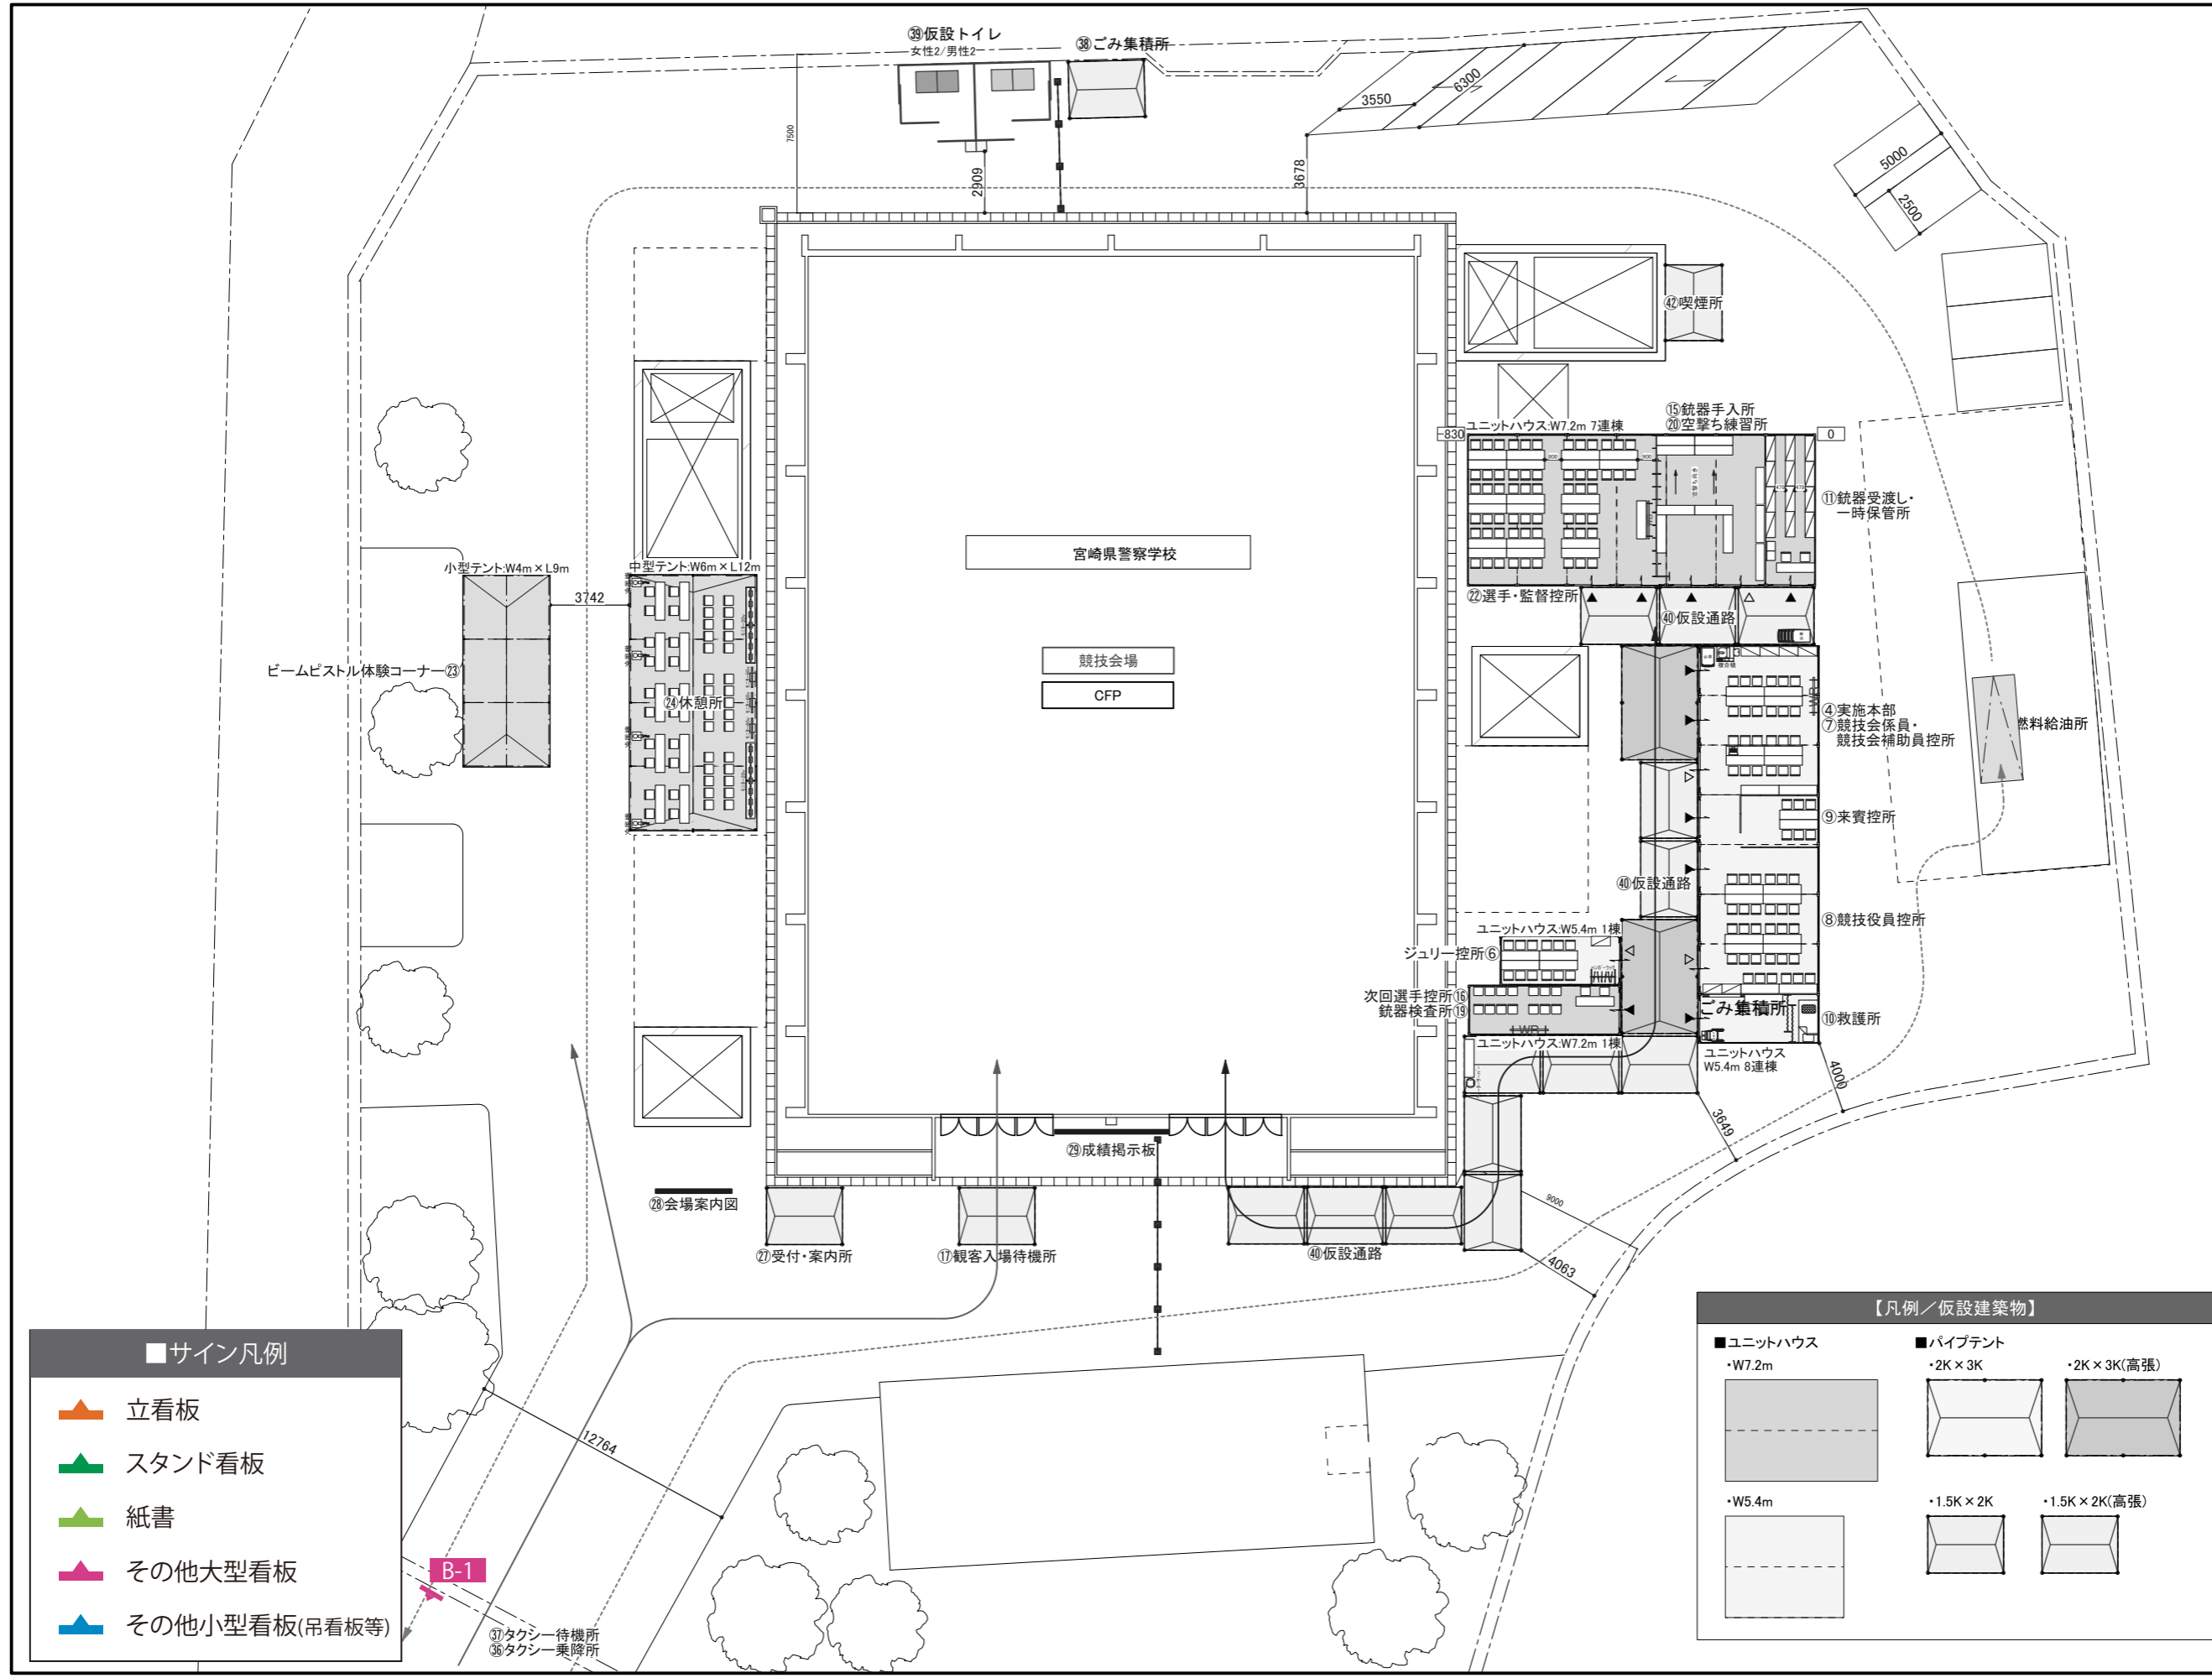 ㊴仮設トイレ
女性2/男性2
㊳ごみ集積所
7500
2909
3678
3550
6300
5000
2500
㊷喫煙所
⑮銃器手入所
⑳空撃ち練習所
ユニットハウス:W7.2m 7連棟
-830
0
800
900
⑪銃器受渡し・
一時保管所
宮崎県警察学校
小型テント:W4m×L9m
中型テント:W6m×L12m
3742
㉒選手・監督控所
㊵仮設通路
競技会場
CFP
ビームピストル体験コーナー㉓
㉔休憩所
WR
④実施本部
⑦競技会係員・
競技会補助員控所
燃料給油所
⑨来賓控所
㊵仮設通路
⑧競技役員控所
ユニットハウス:W5.4m 1棟
ジュリー控所⑥
次回選手控所⑯
銃器検査所⑲
WR
ごみ集積所
⑩救護所
ユニットハウス:W7.2m 1棟
ユニットハウス
W5.4m 8連棟
4000
3649
㉙成績掲示板
㉘会場案内図
㉗受付・案内所
⑰観客入場待機所
㊵仮設通路
9000
4063
12764
■サイン凡例
立看板
スタンド看板
紙書
その他大型看板
その他小型看板(吊看板等)
B-1
㊲タクシー待機所
㊱タクシー乗降所
【凡例／仮設建築物】
■ユニットハウス
■パイプテント
・W7.2m
・2K×3K
・2K×3K(高張)
・W5.4m
・1.5K×2K
・1.5K×2K(高張)